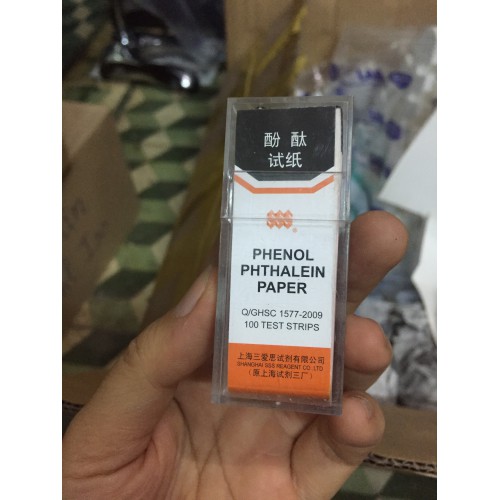 酚 酞
试纸
SSS
®
PHENOL
PHTHALEIN
PAPER
Q/GHSC 1577-2009
100 TEST STRIPS
上海三爱思试剂有限公司
SHANGHAI SSS REAGENT CO.,LTD
(原上海试剂三厂)